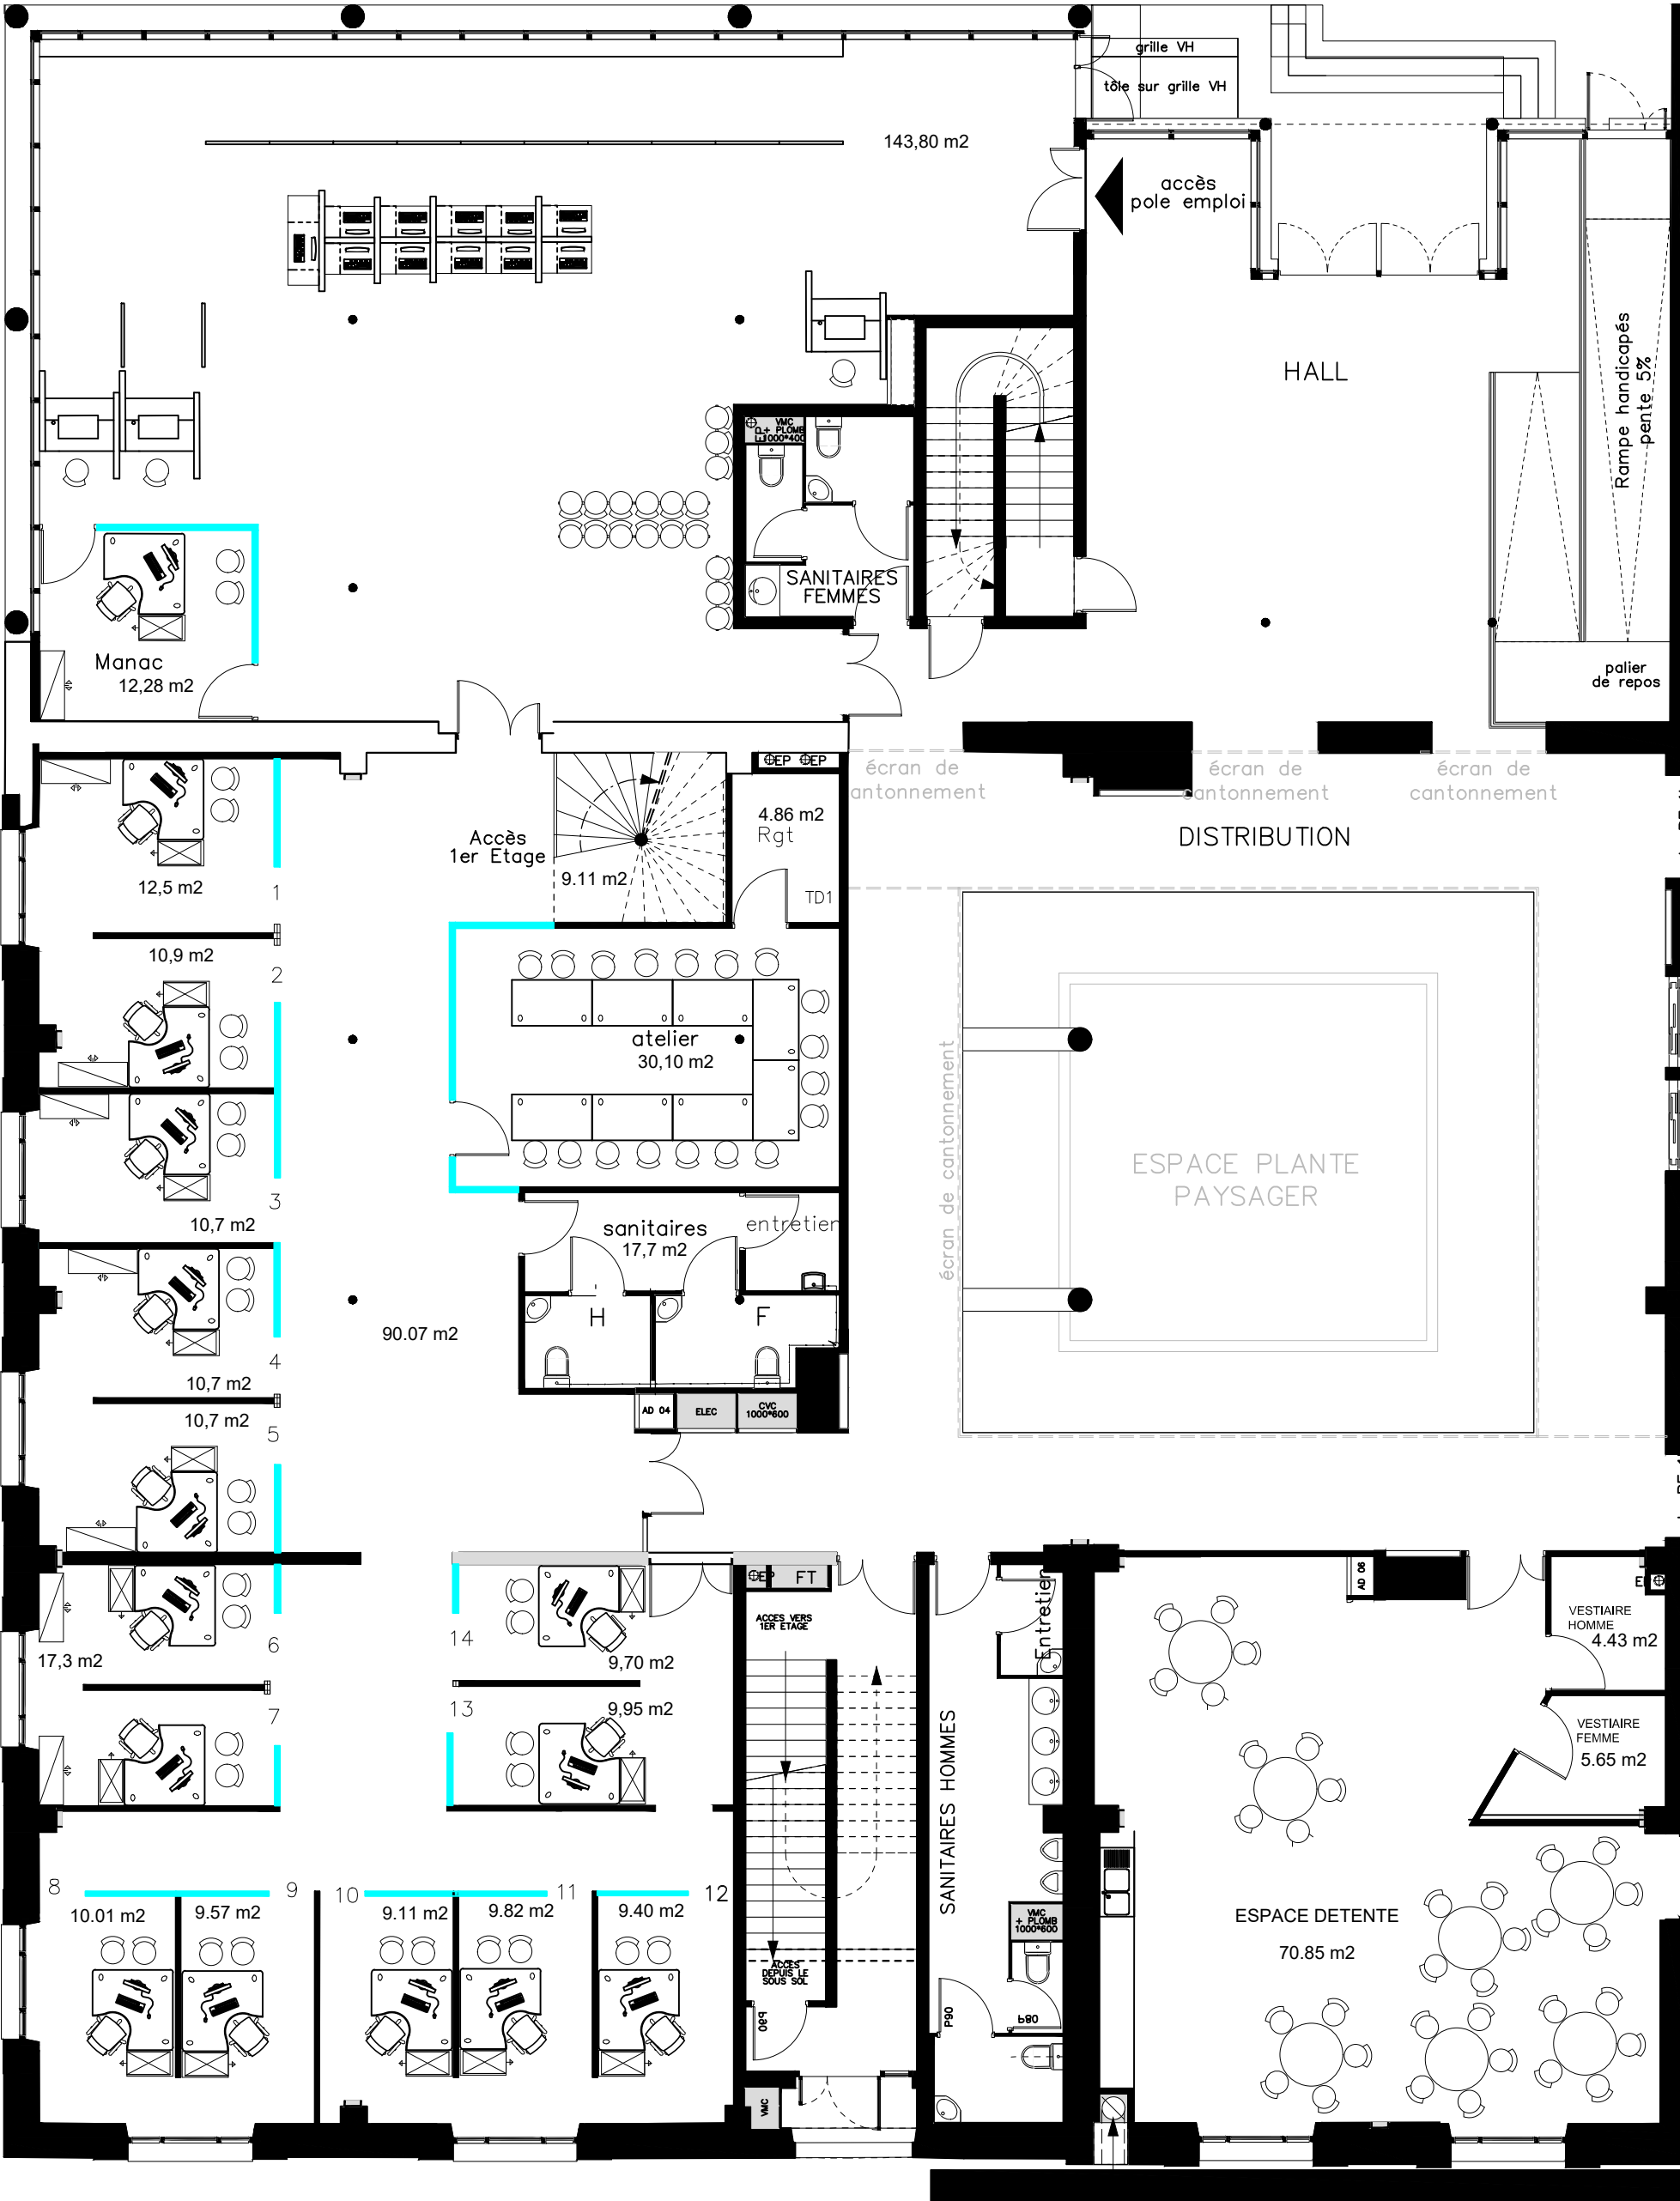 grille VH
tôle sur grille VH
143,80 m2
accès
pole emploi
HALL
Rampe handicapés
pente 5%
VMC
+ PLOMB
1000*400
EP
SANITAIRES
FEMMES
Manac
12,28 m2
palier
de repos
EP
EP
écran de
cantonnement
écran de
cantonnement
écran de
cantonnement
4.86 m2
Rgt
TD1
DISTRIBUTION
Accès
1er Etage
9.11 m2
12,5 m2
1
10,9 m2
2
atelier
30,10 m2
écran de cantonnement
ESPACE PLANTE
PAYSAGER
3
10,7 m2
sanitaires
17,7 m2
entretien
H
F
90.07 m2
4
10,7 m2
10,7 m2
5
AD 04
ELEC
CVC
1000*600
EP
FT
ACCES VERS
1ER ETAGE
Entretien
AD 06
VESTIAIRE
HOMME
4.43 m2
6
17,3 m2
14
9,70 m2
7
13
9,95 m2
VESTIAIRE
FEMME
5.65 m2
SANITAIRES HOMMES
8
9
10
11
12
10.01 m2
9.57 m2
9.11 m2
9.82 m2
9.40 m2
VMC
+ PLOMB
1000*600
ESPACE DETENTE
70.85 m2
ACCES
DEPUIS LE
SOUS SOL
P90
P90
P80
VMC